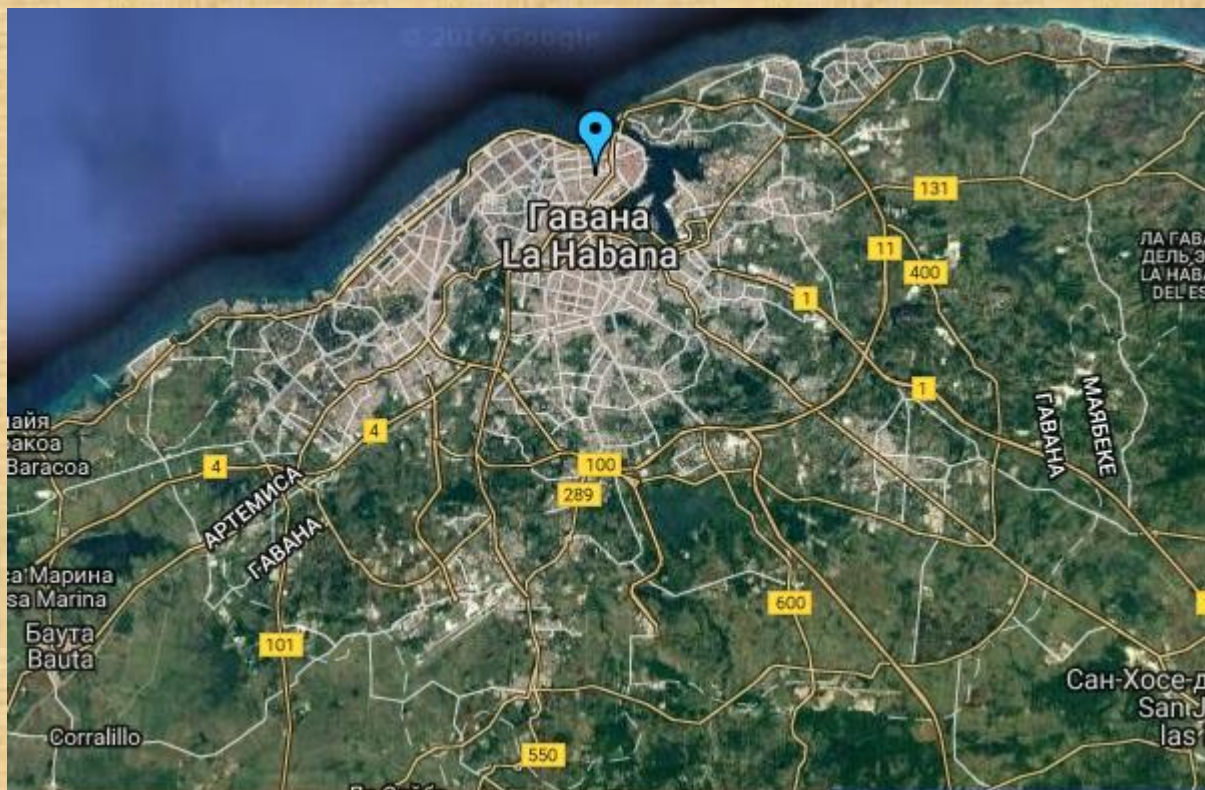 © 2016 Google
Гавана
La Habana
131
11
400
1
1
ЛА ГАВА
ДЕЛЬ Э
LA HABA
DEL ES
МАЯБЕКЕ
ГАВАНА
4
4
100
289
айя
ракоа
Baracoa
АРТЕМИСА
ГАВАНА
са Марина
sa Marina
Баута
Bauta
101
600
Сан-Хосе-д
San J
las
Corralillo
550